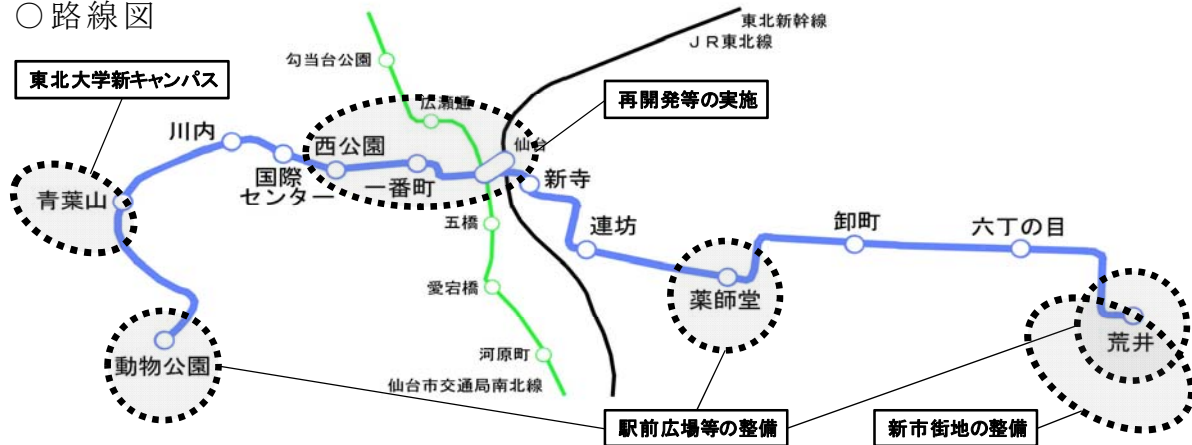 ○路線図
東北新幹線
JR東北線
勾当台公園
東北大学新キャンパス
再開発等の実施
広瀬通
川内
西公園
仙台
国際
センター
一番町
新寺
青葉山
五橋
連坊
卸町
六丁の目
愛宕橋
薬師堂
荒井
動物公園
河原町
仙台市交通局南北線
駅前広場等の整備
新市街地の整備